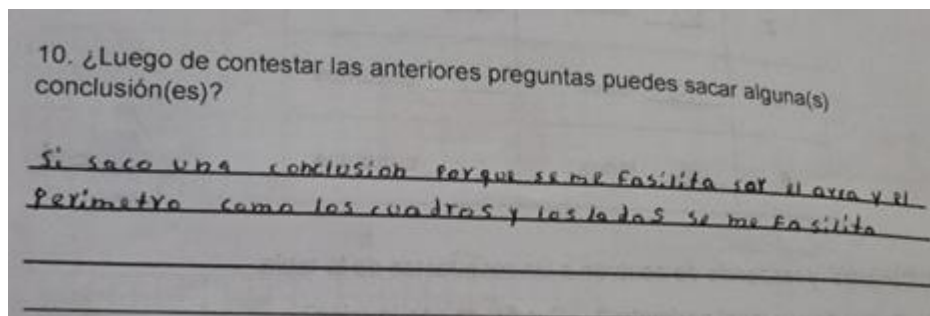 10. ¿Luego de contestar las anteriores preguntas puedes sacar alguna(s)
conclusión(es)?
Si saco una conclusion porque se me fasilita sar el area y el
perimetro como los cuadros y los lados se me fasilita